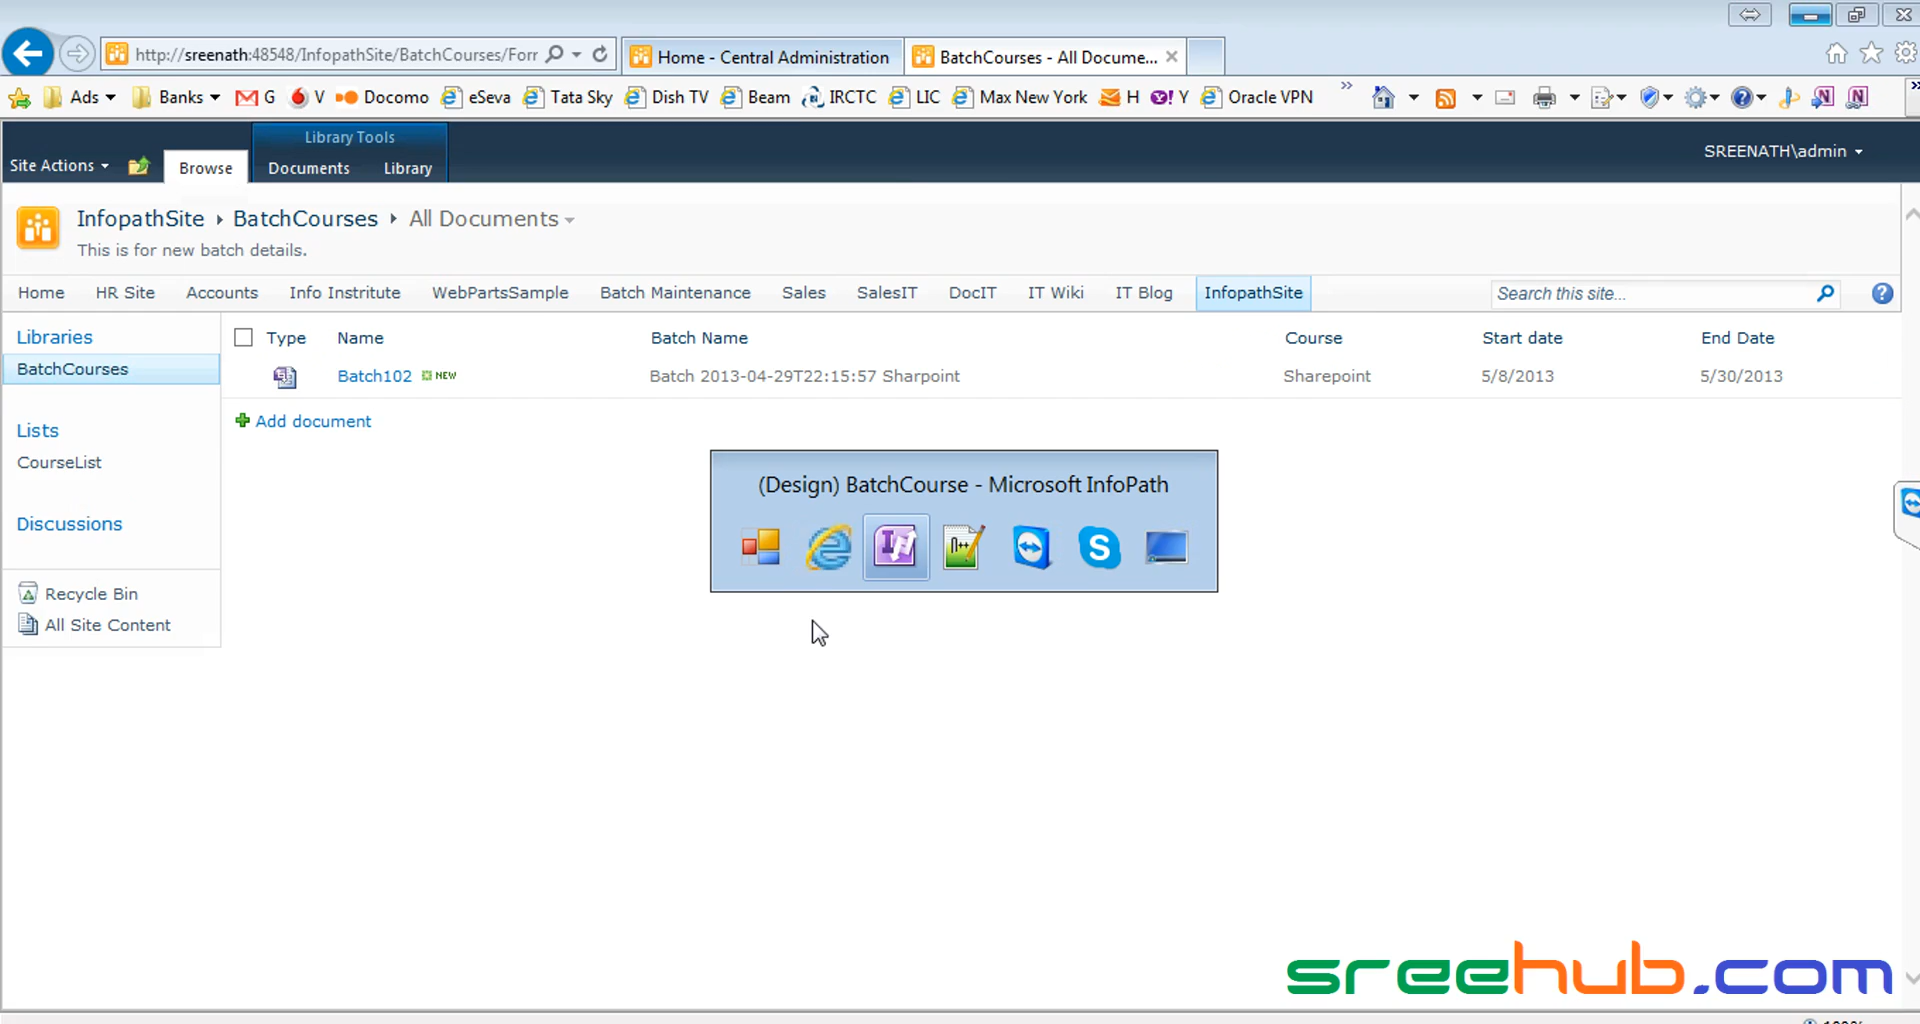 http://sreenath:48548/InfopathSite/BatchCourses/Forr
Home - Central Administration
BatchCourses - All Docume...
Ads
Banks
G
V
Docomo
eSeva
Tata Sky
Dish TV
Beam
IRCTC
LIC
Max New York
H
Y
Oracle VPN
Library Tools
Site Actions
Browse
Documents
Library
SREENATH\admin
InfopathSite BatchCourses All Documents
This is for new batch details.
Home
HR Site
Accounts
Info Institute
WebPartsSample
Batch Maintenance
Sales
SalesIT
DocIT
IT Wiki
IT Blog
InfopathSite
Search this site...
Libraries
BatchCourses
Lists
CourseList
Discussions
Recycle Bin
All Site Content
Type Name Batch Name Course Start date End Date
Batch102 NEW Batch 2013-04-29T22:15:57 Sharpoint Sharepoint 5/8/2013 5/30/2013
Add document
(Design) BatchCourse - Microsoft InfoPath
n++
S
sreehub.com